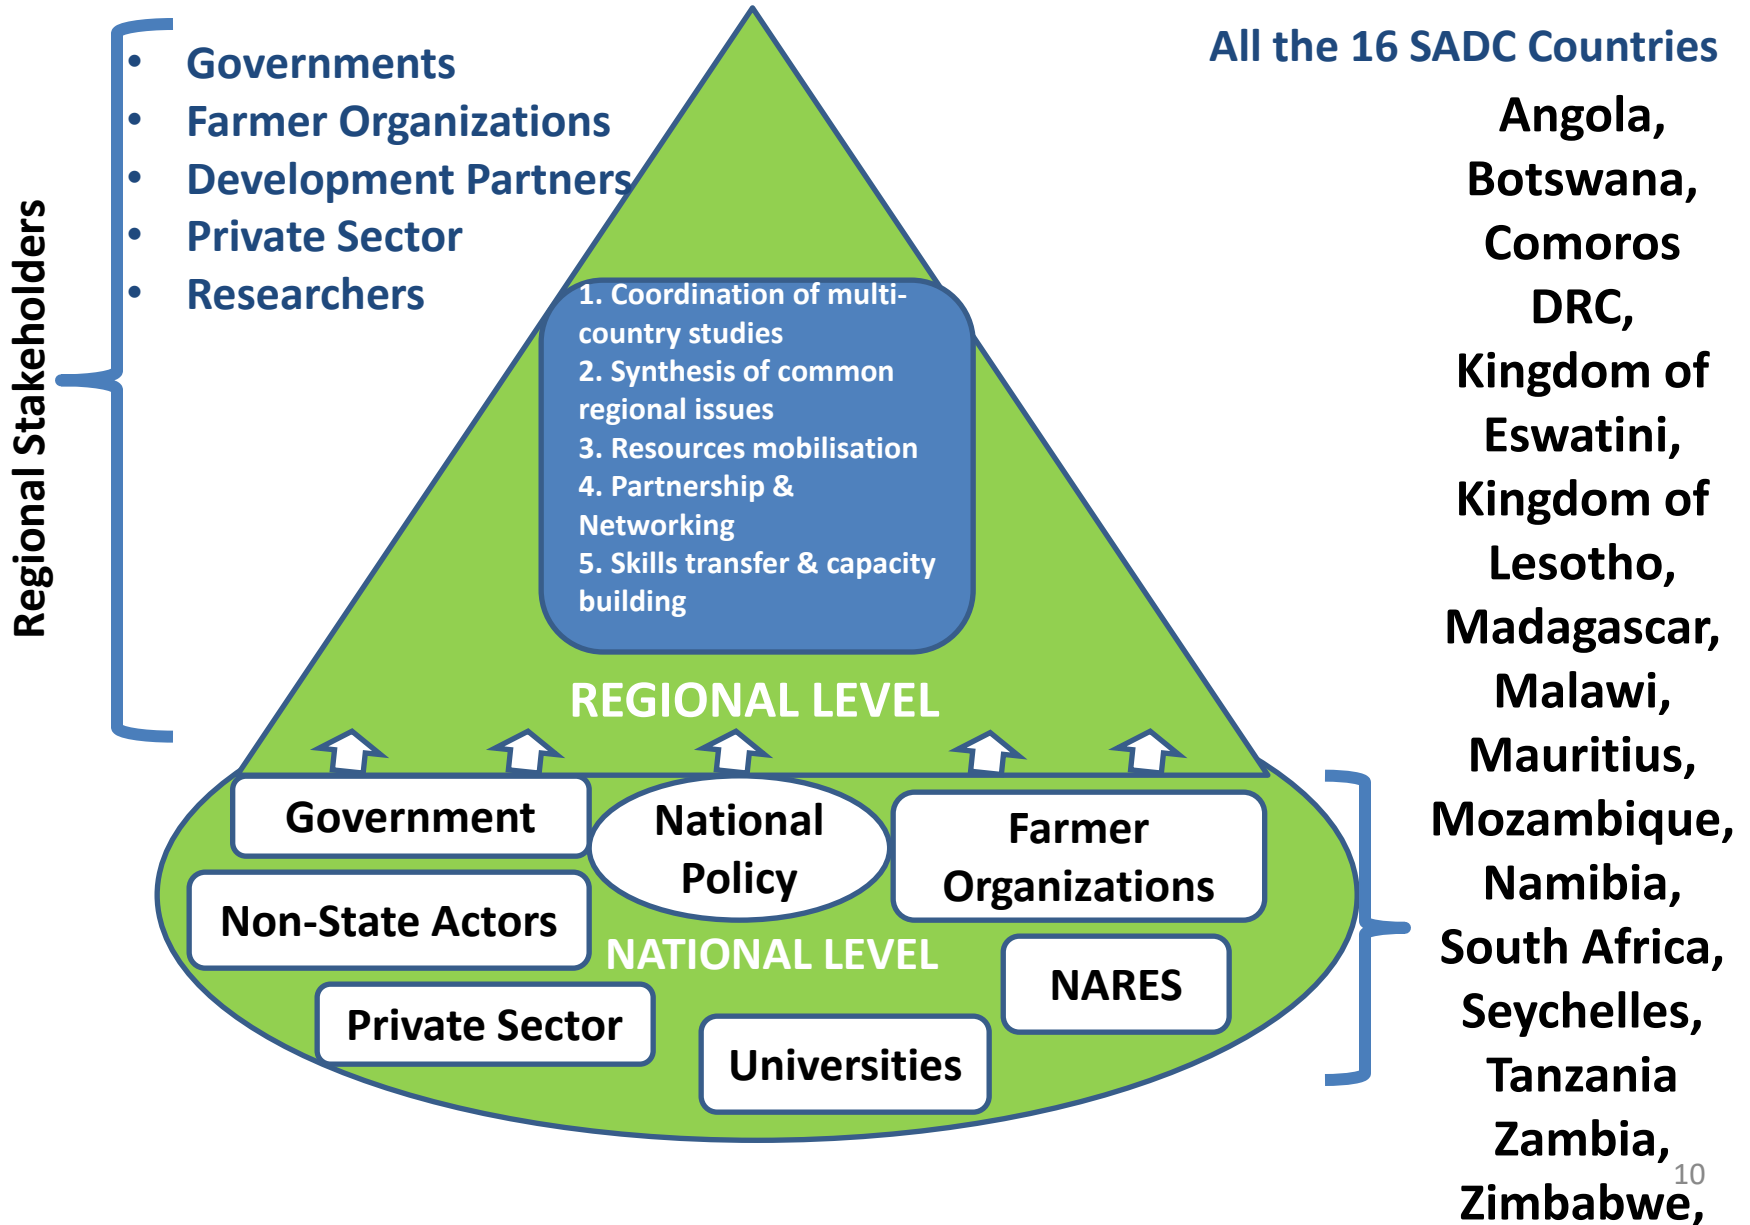 Regional Stakeholders
• Governments
• Farmer Organizations
• Development Partners
• Private Sector
• Researchers
1. Coordination of multi-
country studies
2. Synthesis of common
regional issues
3. Resources mobilisation
4. Partnership &
Networking
5. Skills transfer & capacity
building
REGIONAL LEVEL
Government
National
Policy
Farmer
Organizations
Non-State Actors
NATIONAL LEVEL
NARES
Private Sector
Universities
All the 16 SADC Countries
Angola,
Botswana,
Comoros
DRC,
Kingdom of
Eswatini,
Kingdom of
Lesotho,
Madagascar,
Malawi,
Mauritius,
Mozambique,
Namibia,
South Africa,
Seychelles,
Tanzania
Zambia,
Zimbabwe,
10